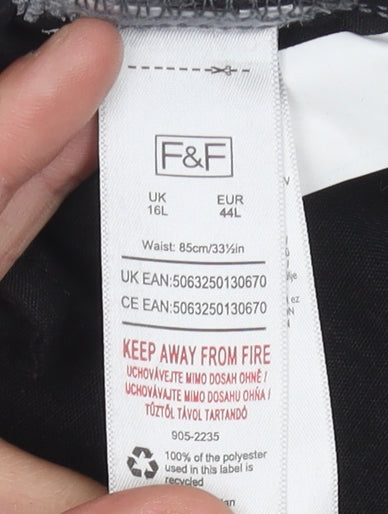 F&F
UK EUR
16L 44L
Waist: 85cm/33½in
UK EAN:5063250130670
CE EAN:5063250130670
KEEP AWAY FROM FIRE
UCHOVÁVEJTE MIMO DOSAH OHNĚ /
UCHOVÁVAJTE MIMO DOSAHU OHŇA /
TŰZTŐL TÁVOL TARTANDÓ
905-2235
100% of the polyester
used in this label is
recycled